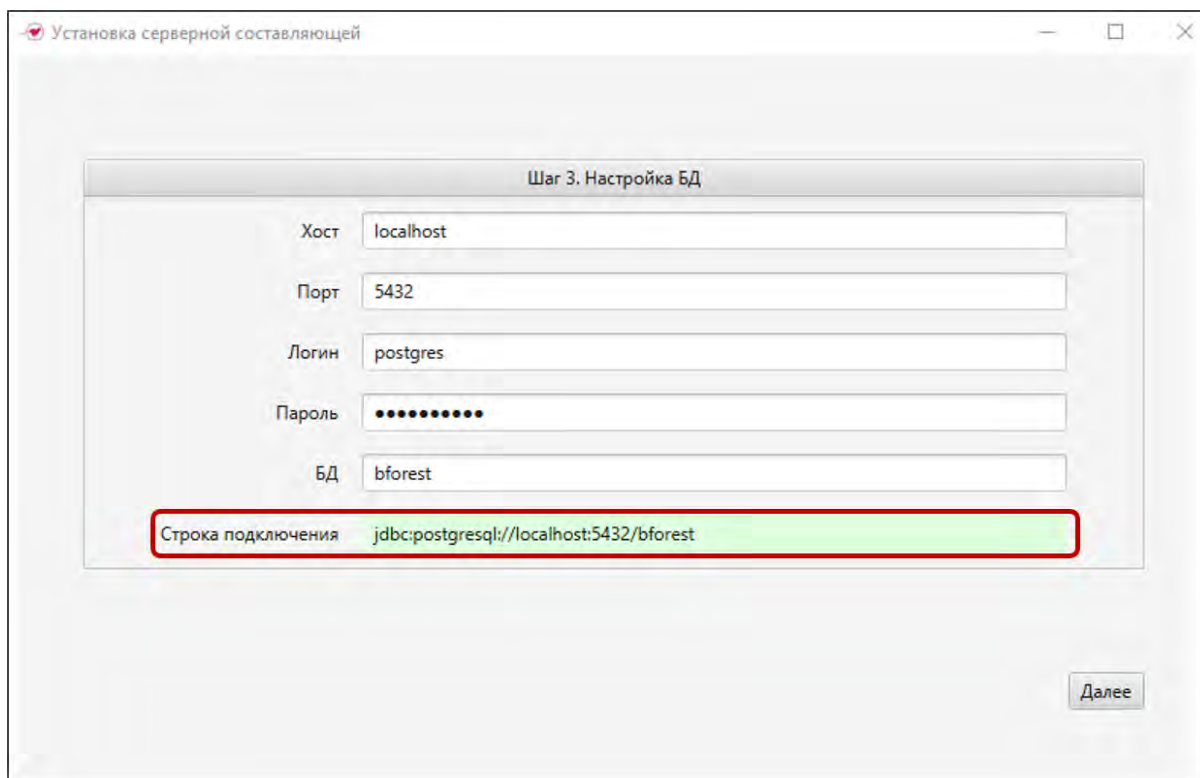 Установка серверной составляющей
Шаг 3. Настройка БД
Хост localhost
Порт 5432
Логин postgres
Пароль ••••••••••
БД bforest
Строка подключения jdbc:postgresql://localhost:5432/bforest
Далее